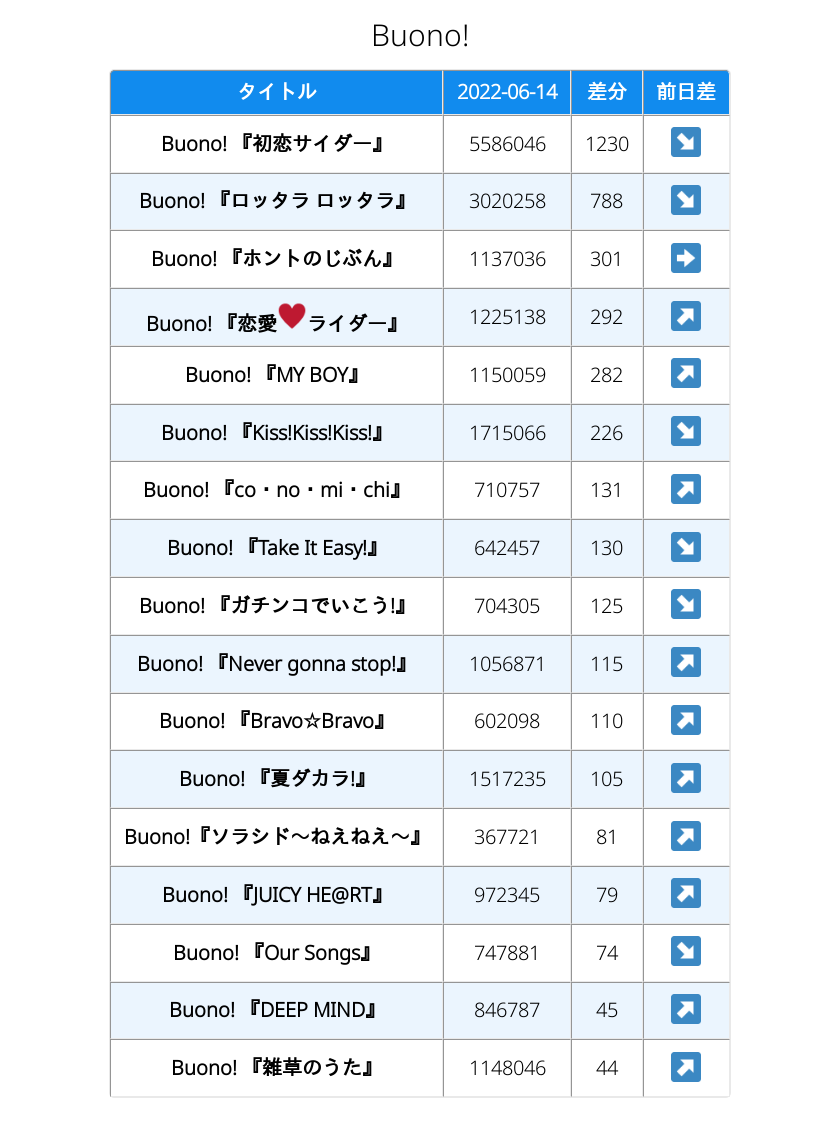 Buono!
タイトル 2022-06-14 差分 前日差
Buono! 『初恋サイダー』 5586046 1230 ↘
Buono! 『ロッタラ ロッタラ』 3020258 788 ↘
Buono! 『ホントのじぶん』 1137036 301 ➡
Buono! 『恋愛♥ライダー』 1225138 292 ↗
Buono! 『MY BOY』 1150059 282 ↗
Buono! 『Kiss!Kiss!Kiss!』 1715066 226 ↘
Buono! 『co・no・mi・chi』 710757 131 ↗
Buono! 『Take It Easy!』 642457 130 ↘
Buono! 『ガチンコでいこう!』 704305 125 ↘
Buono! 『Never gonna stop!』 1056871 115 ↗
Buono! 『Bravo☆Bravo』 602098 110 ↗
Buono! 『夏ダカラ!』 1517235 105 ↗
Buono!『ソラシド〜ねえねえ〜』 367721 81 ↗
Buono! 『JUICY HE@RT』 972345 79 ↗
Buono! 『Our Songs』 747881 74 ↘
Buono! 『DEEP MIND』 846787 45 ↗
Buono! 『雑草のうた』 1148046 44 ↗